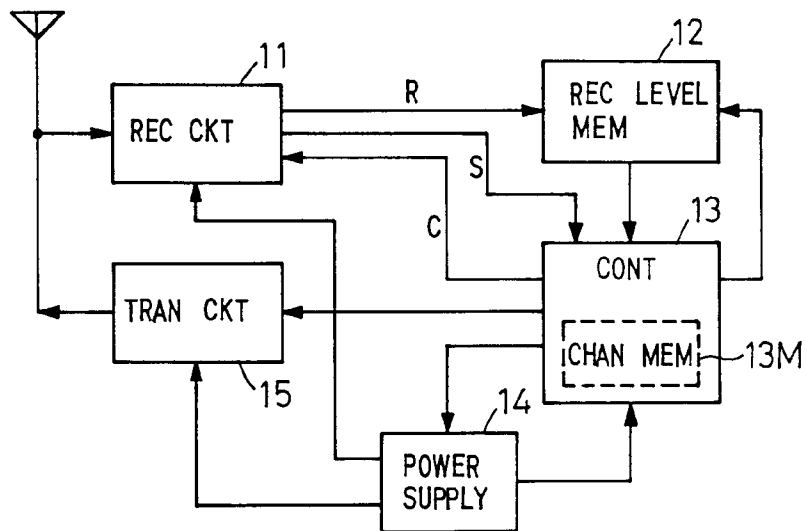 11
REC CKT
R
S
C
12
REC LEVEL
MEM
13
CONT
CHAN MEM
13M
TRAN CKT
15
14
POWER
SUPPLY